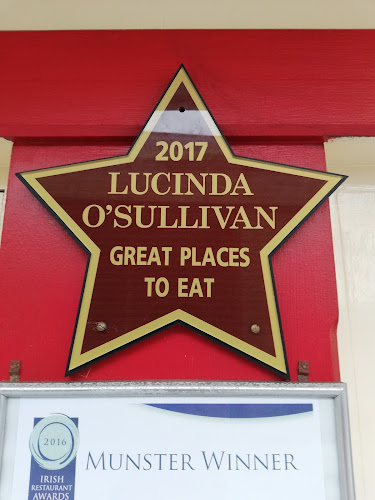 2017
LUCINDA
O'SULLIVAN
GREAT PLACES
TO EAT
2016
IRISH
RESTAURANT
AWARDS
MUNSTER WINNER